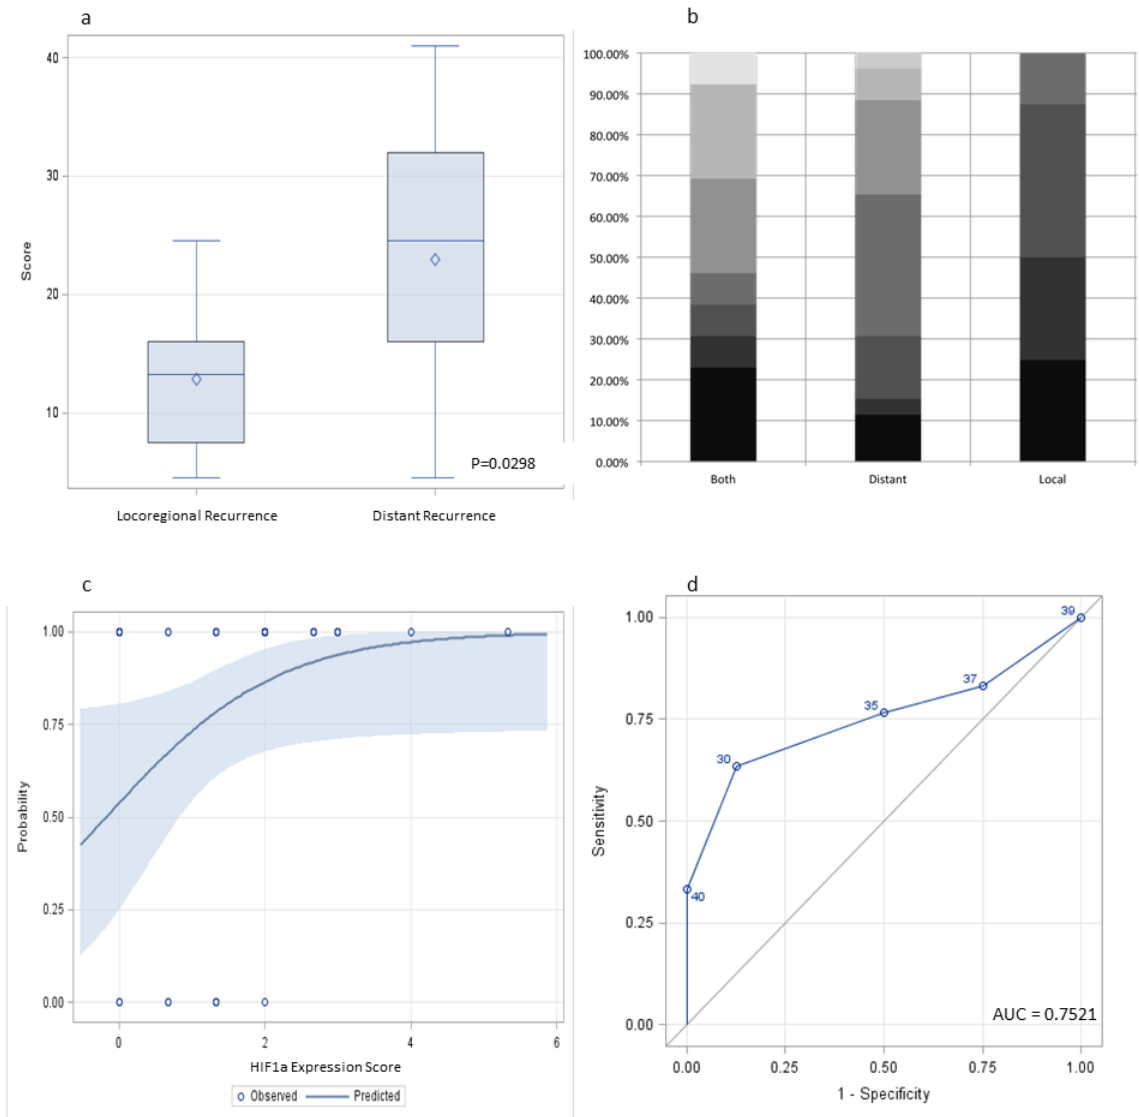 a
40
30
20
10
Score
P=0.0298
Locoregional Recurrence
Distant Recurrence
b
100.00%
90.00%
80.00%
70.00%
60.00%
50.00%
40.00%
30.00%
20.00%
10.00%
0.00%
Both
Distant
Local
c
1.00
0.75
0.50
0.25
0.00
Probability
0
2
4
6
HIF1a Expression Score
Observed
Predicted
d
1.00
0.75
0.50
0.25
0.00
Sensitivity
39
37
35
30
40
AUC = 0.7521
0.00
0.25
0.50
0.75
1.00
1 - Specificity